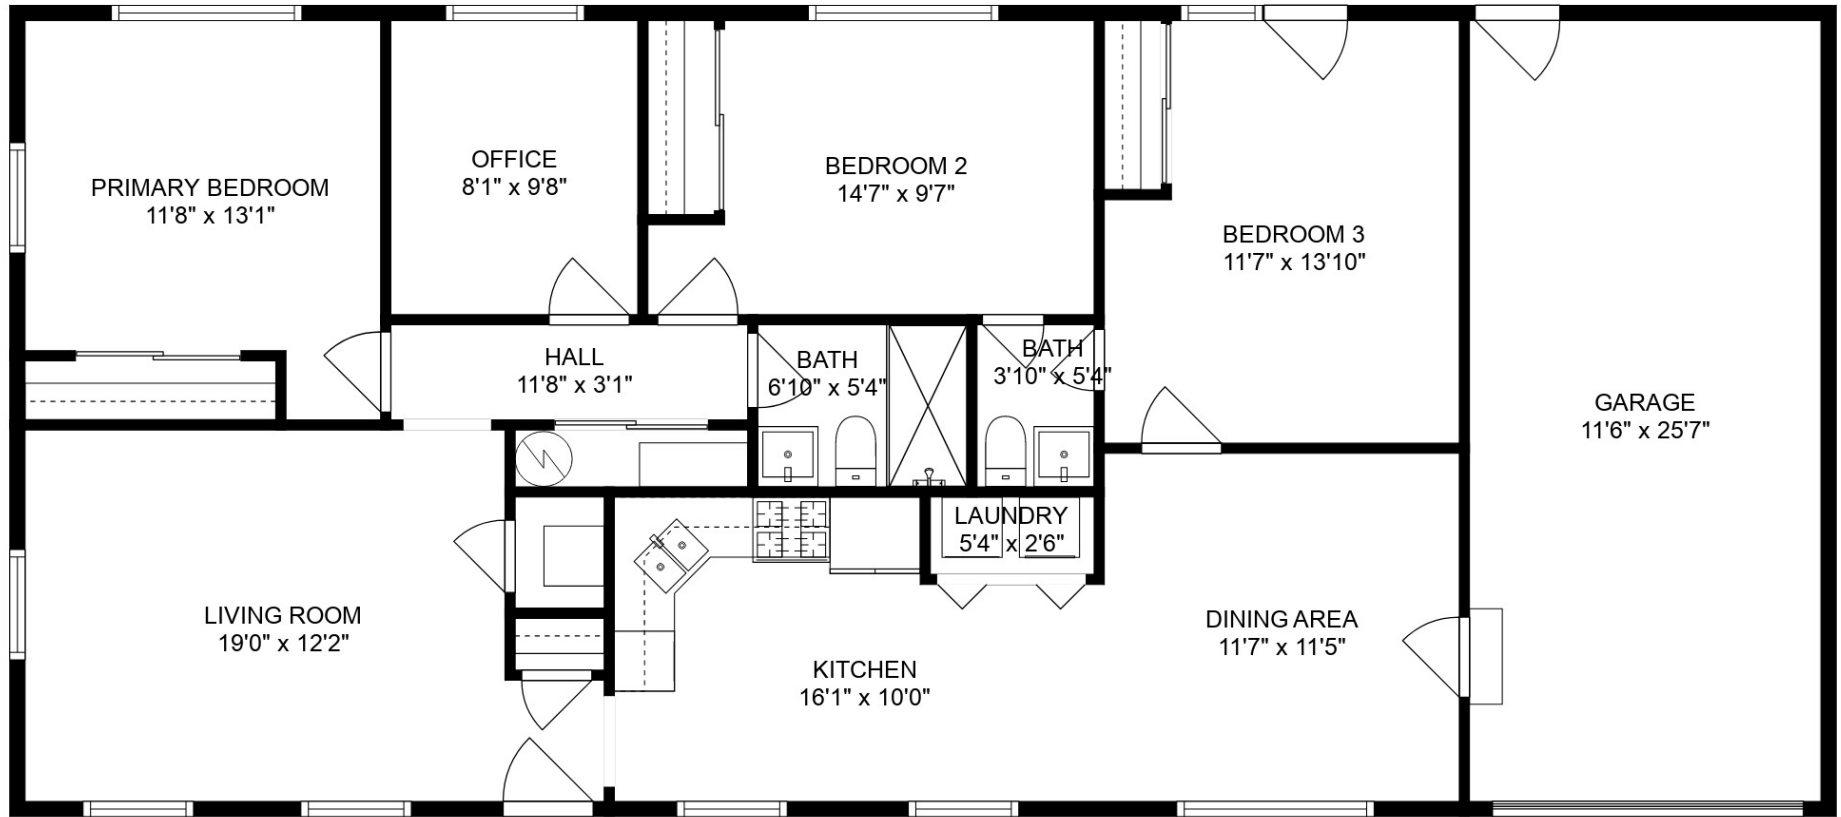 PRIMARY BEDROOM
11'8" x 13'1"
OFFICE
8'1" x 9'8"
BEDROOM 2
14'7" x 9'7"
BEDROOM 3
11'7" x 13'10"
GARAGE
11'6" x 25'7"
HALL
11'8" x 3'1"
BATH
6'10" x 5'4"
BATH
3'10" x 5'4"
LAUNDRY
5'4" x 2'6"
LIVING ROOM
19'0" x 12'2"
KITCHEN
16'1" x 10'0"
DINING AREA
11'7" x 11'5"